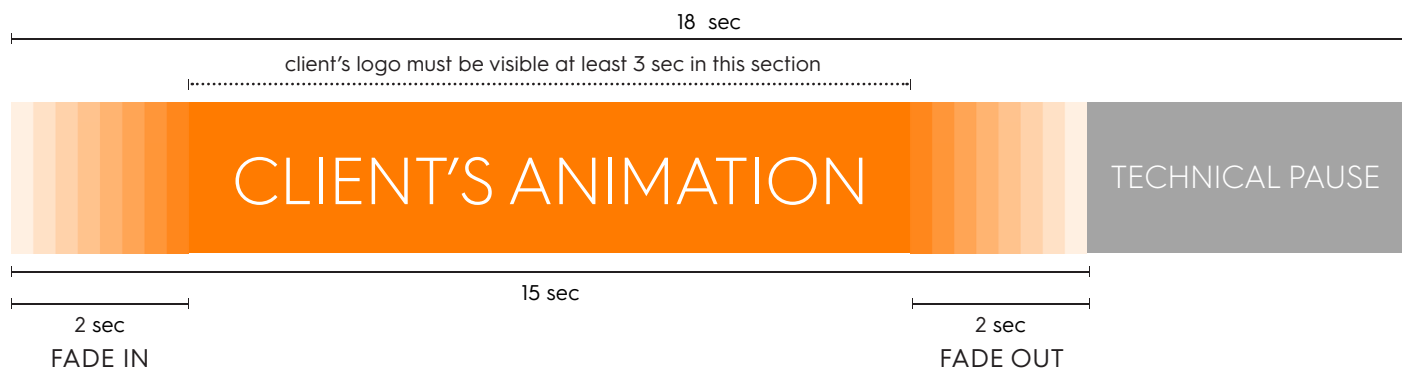 18 sec
client's logo must be visible at least 3 sec in this section
CLIENT'S ANIMATION
TECHNICAL PAUSE
15 sec
2 sec
FADE IN
2 sec
FADE OUT